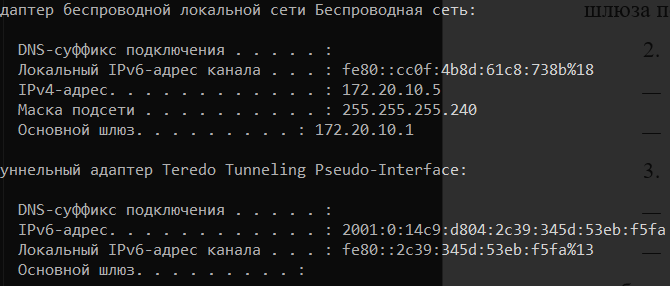 даптер беспроводной локальной сети Беспроводная сеть:
шлюза п
DNS-суффикс подключения . . . . . :
2.
Локальный IPv6-адрес канала . . . : fe80::cc0f:4b8d:61c8:738b%18
IPv4-адрес. . . . . . . . . . . . : 172.20.10.5
—
Маска подсети . . . . . . . . . . : 255.255.255.240
Основной шлюз. . . . . . . . . : 172.20.10.1
—
уннельный адаптер Teredo Tunneling Pseudo-Interface:
3.
DNS-суффикс подключения . . . . . :
—
IPv6-адрес. . . . . . . . . . . . : 2001:0:14c9:d804:2c39:345d:53eb:f5fa
Локальный IPv6-адрес канала . . . : fe80::2c39:345d:53eb:f5fa%13
—
Основной шлюз. . . . . . . . . :